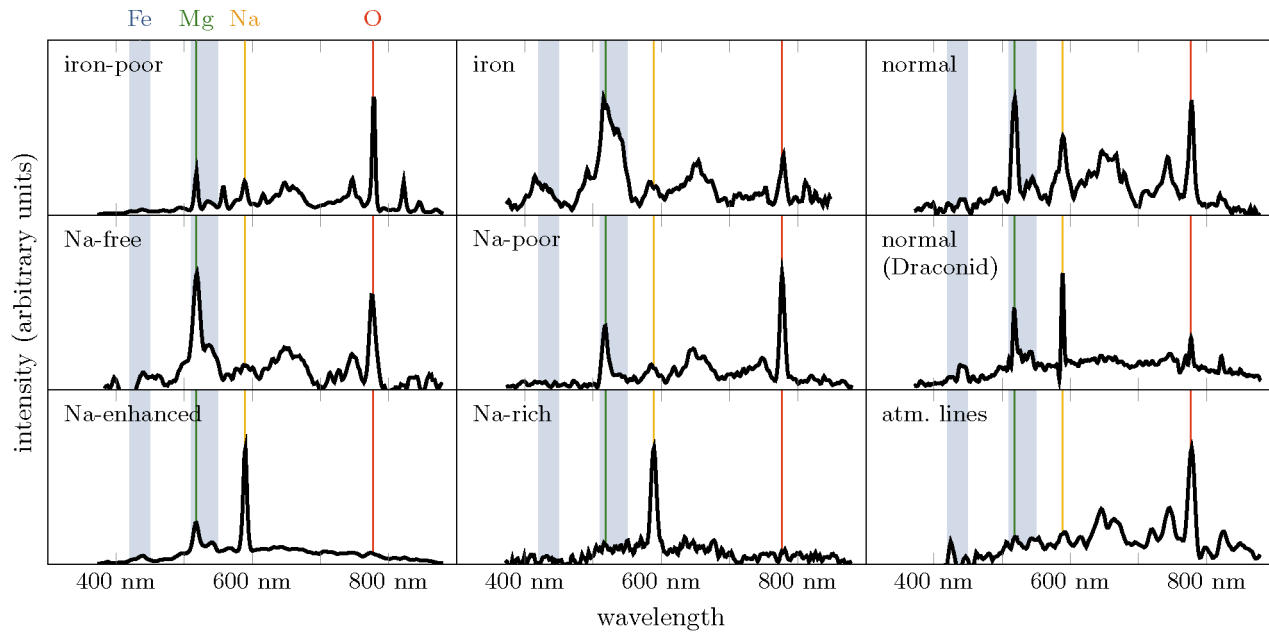 Fe Mg Na O
iron-poor
iron
normal
Na-free
Na-poor
normal
(Draconid)
Na-enhanced
Na-rich
atm. lines
intensity (arbitrary units)
400 nm 600 nm 800 nm 400 nm 600 nm 800 nm 400 nm 600 nm 800 nm
wavelength